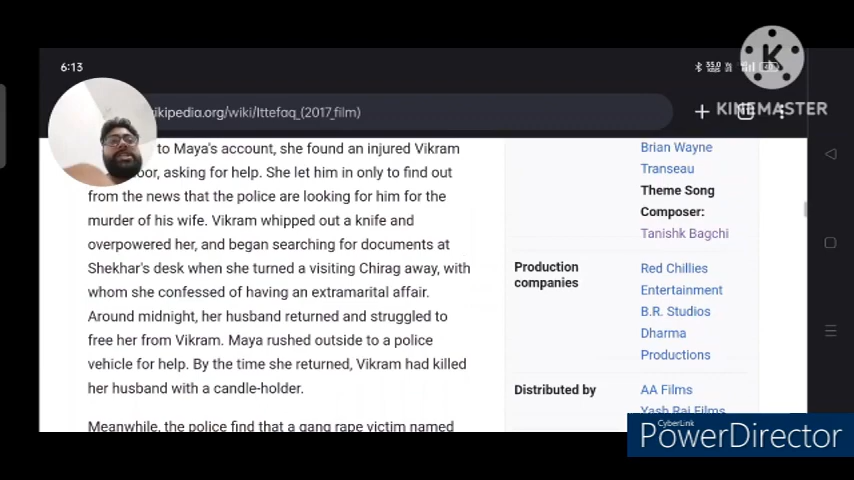 6:13
K
KINEMASTER
ikipedia.org/wiki/Ittefaq_(2017_film)
to Maya's account, she found an injured Vikram
oor, asking for help. She let him in only to find out
from the news that the police are looking for him for the
murder of his wife. Vikram whipped out a knife and
overpowered her, and began searching for documents at
Shekhar's desk when she turned a visiting Chirag away, with
whom she confessed of having an extramarital affair.
Around midnight, her husband returned and struggled to
free her from Vikram. Maya rushed outside to a police
vehicle for help. By the time she returned, Vikram had killed
her husband with a candle-holder.
Meanwhile, the police find that a gang rape victim named
Brian Wayne
Transeau
Theme Song
Composer:
Tanishk Bagchi
Production
companies
Red Chillies
Entertainment
B.R. Studios
Dharma
Productions
Distributed by
AA Films
Yash Raj Films
CyberLink
PowerDirector